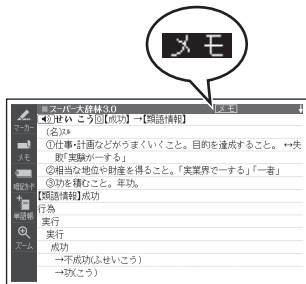 メモ
スーパー大辞林3.0
メモ
せい こう0【成功】→【類語情報】
(名)スル
①仕事・計画などがうまくいくこと。目的を達成すること。↔失
敗「実験が―する」
②相当な地位や財産を得ること。「実業界で―する」「―者」
③功を積むこと。年功。
【類語情報】成功
行為
実行
実行
成功
→不成功(ふせいこう)
→功(こう)
マーカー
メモ
暗記カード
単語帳
ズーム